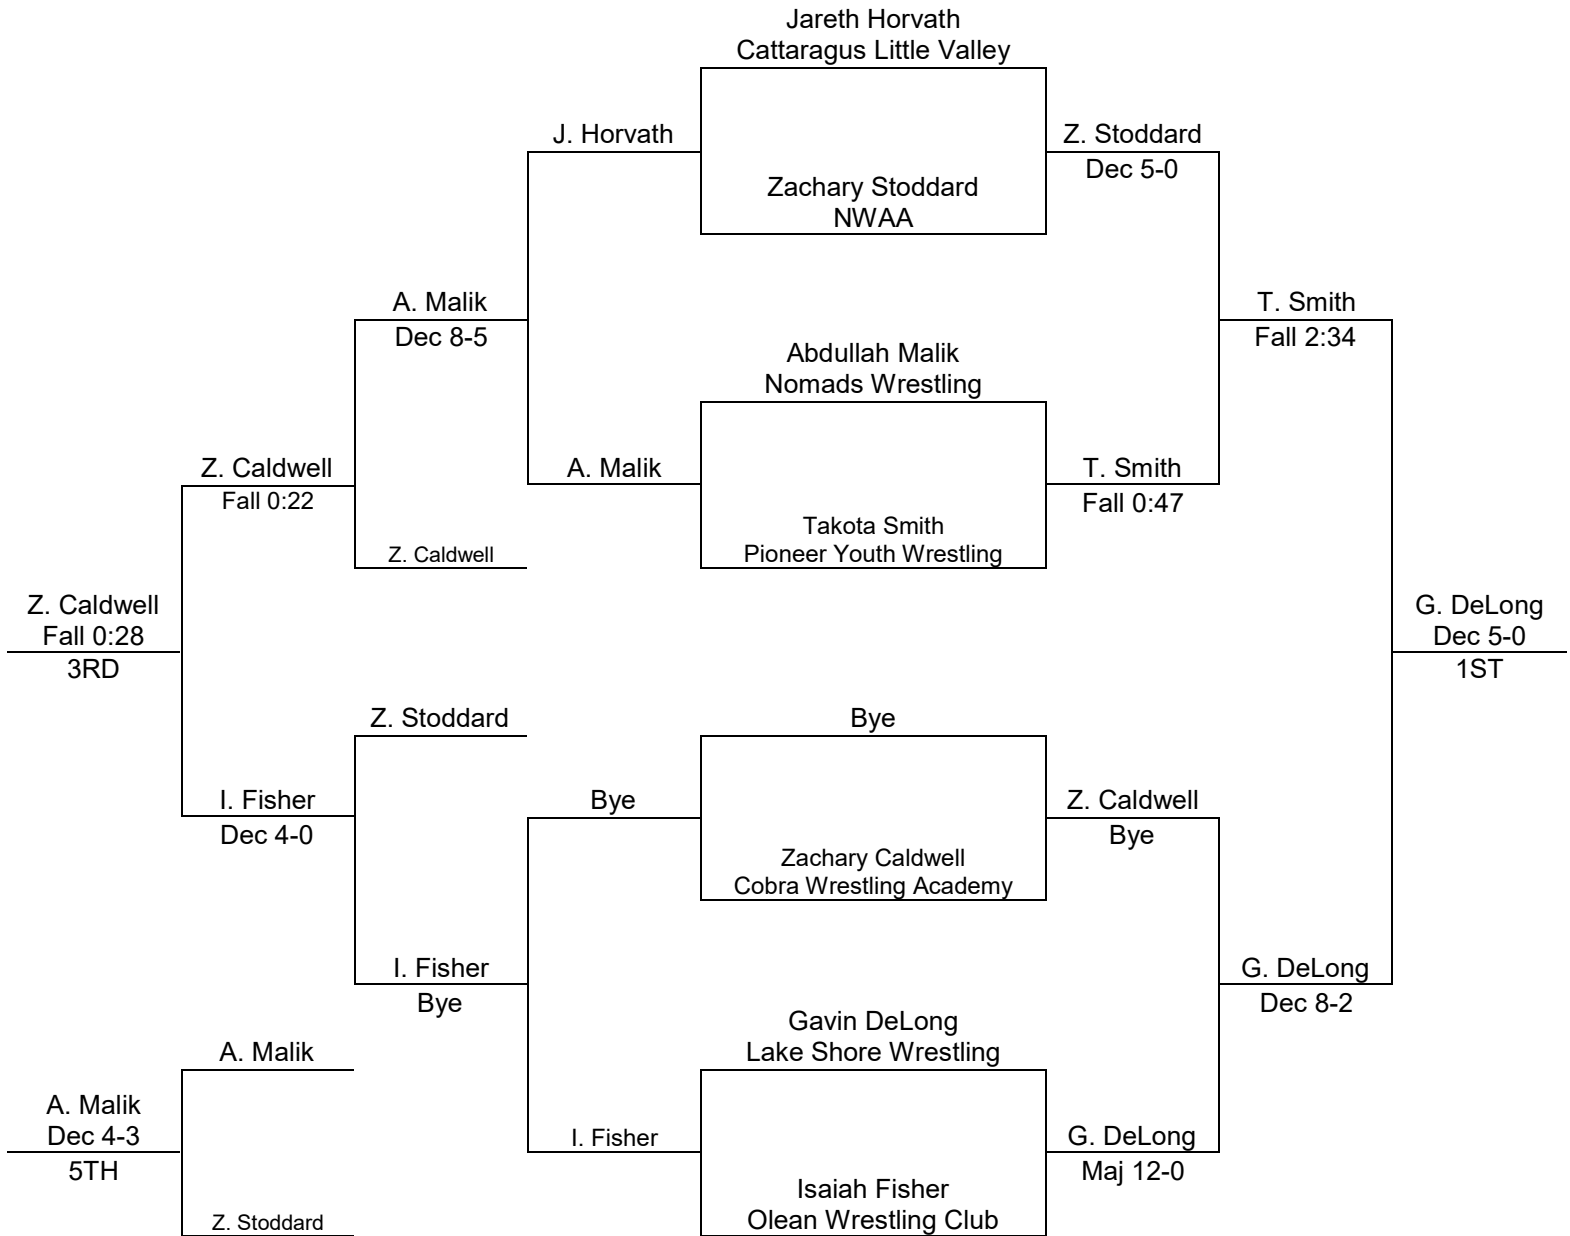 Jareth Horvath
Cattaragus Little Valley
J. Horvath
Z. Stoddard
Dec 5-0
Zachary Stoddard
NWAA
A. Malik
Dec 8-5
T. Smith
Fall 2:34
Abdullah Malik
Nomads Wrestling
Z. Caldwell
Fall 0:22
A. Malik
T. Smith
Fall 0:47
Takota Smith
Pioneer Youth Wrestling
Z. Caldwell
Z. Caldwell
Fall 0:28
3RD
G. DeLong
Dec 5-0
1ST
Z. Stoddard
Bye
I. Fisher
Dec 4-0
Bye
Z. Caldwell
Bye
Zachary Caldwell
Cobra Wrestling Academy
I. Fisher
Bye
G. DeLong
Dec 8-2
Gavin DeLong
Lake Shore Wrestling
A. Malik
A. Malik
Dec 4-3
5TH
I. Fisher
G. DeLong
Maj 12-0
Isaiah Fisher
Olean Wrestling Club
Z. Stoddard